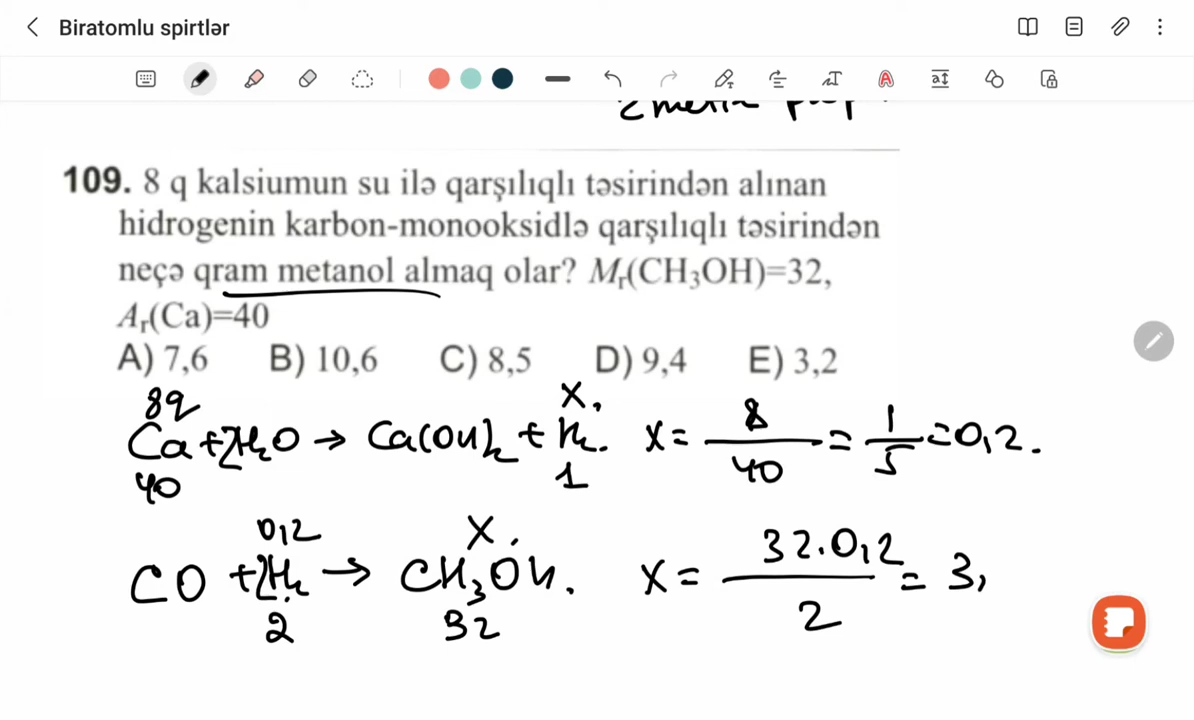 Biratomlu spirtlər
109. 8 q kalsiumun su ilə qarşılıqlı təsirindən alınan
hidrogenin karbon-monooksidlə qarşılıqlı təsirindən
neçə qram metanol almaq olar? Mᵣ(CH₃OH)=32,
Aᵣ(Ca)=40
A) 7,6 B) 10,6 C) 8,5 D) 9,4 E) 3,2
8q x.
Ca+2H₂O → Ca(OH)₂ + H₂. x = 8/40 = 1/5 = 0,2.
40 1
0,2 x.
CO + 2H₂ → CH₃OH. x = 32.0,2/2 = 3,
2 32